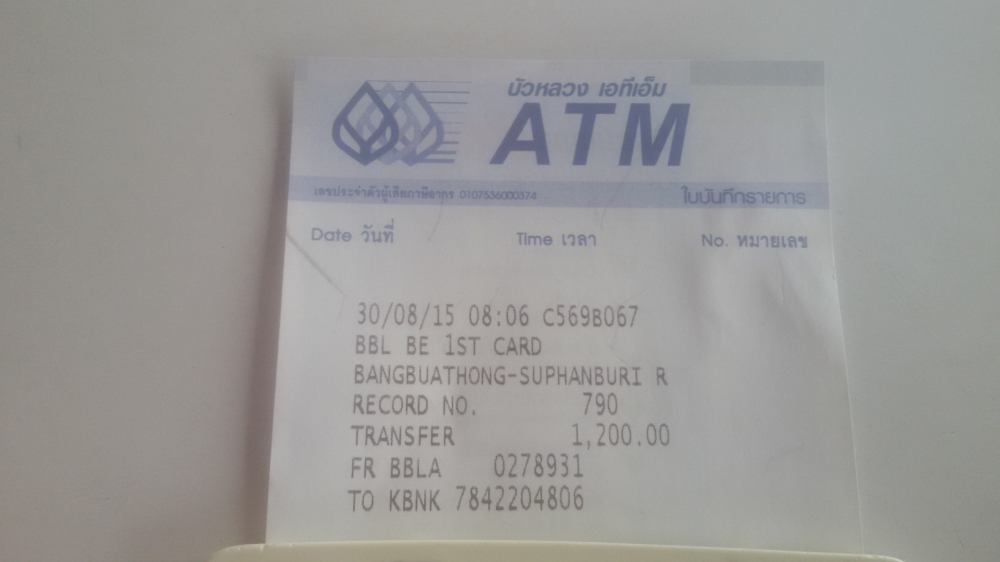 บัวหลวง เอทีเอ็ม
ATM
เลขประจำตัวผู้เสียภาษีอากร 0107536000374
ใบบันทึกรายการ
Date วันที่ Time เวลา No. หมายเลข
30/08/15 08:06 C569B067
BBL BE 1ST CARD
BANGBUATHONG-SUPHANBURI R
RECORD NO. 790
TRANSFER 1,200.00
FR BBLA 0278931
TO KBNK 7842204806